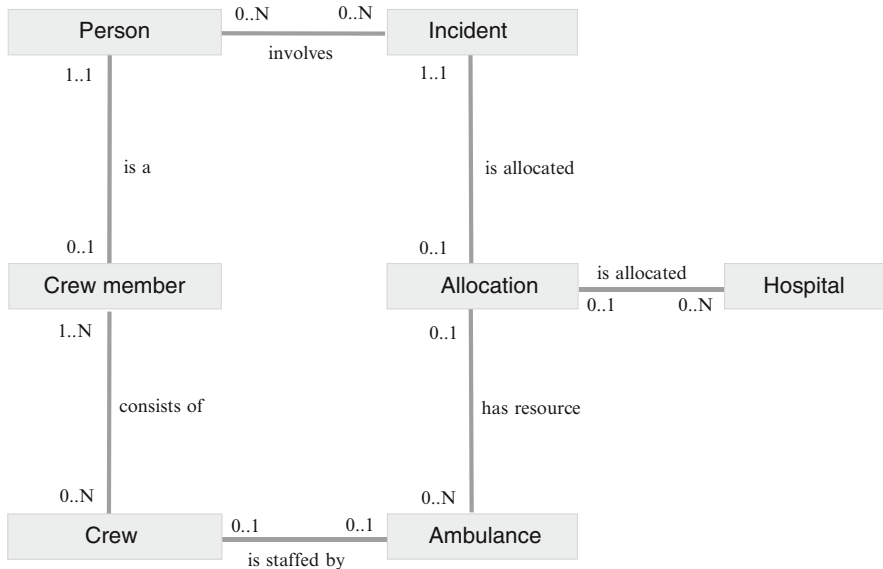 0..N 0..N
Person Incident
involves
1..1 1..1
is a is allocated
0..1 0..1
is allocated
Crew member Allocation Hospital
0..1 0..N
1..N 0..1
consists of has resource
0..N 0..N
0..1 0..1
Crew Ambulance
is staffed by